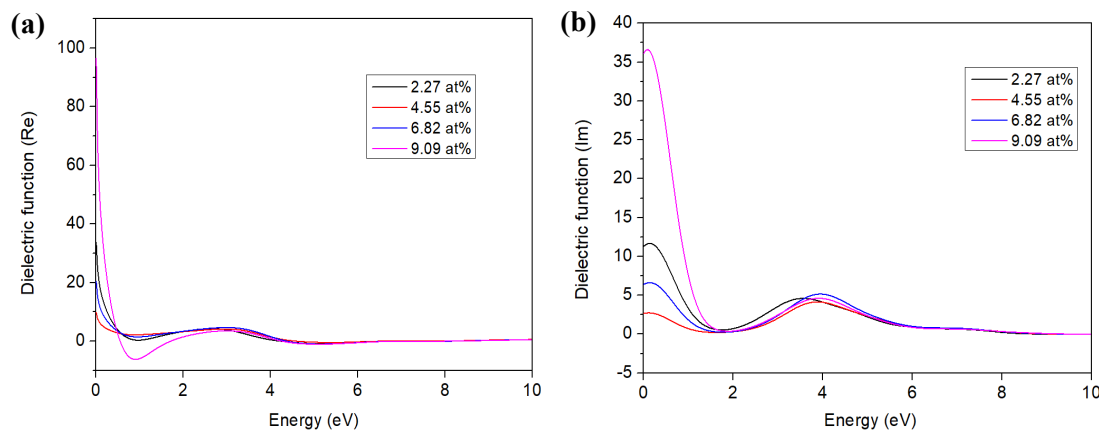 (a)
Dielectric function (Re)
100
80
60
40
20
0
0
2
4
6
8
10
Energy (eV)
2.27 at%
4.55 at%
6.82 at%
9.09 at%
(b)
Dielectric function (Im)
40
35
30
25
20
15
10
5
0
-5
0
2
4
6
8
10
Energy (eV)
2.27 at%
4.55 at%
6.82 at%
9.09 at%